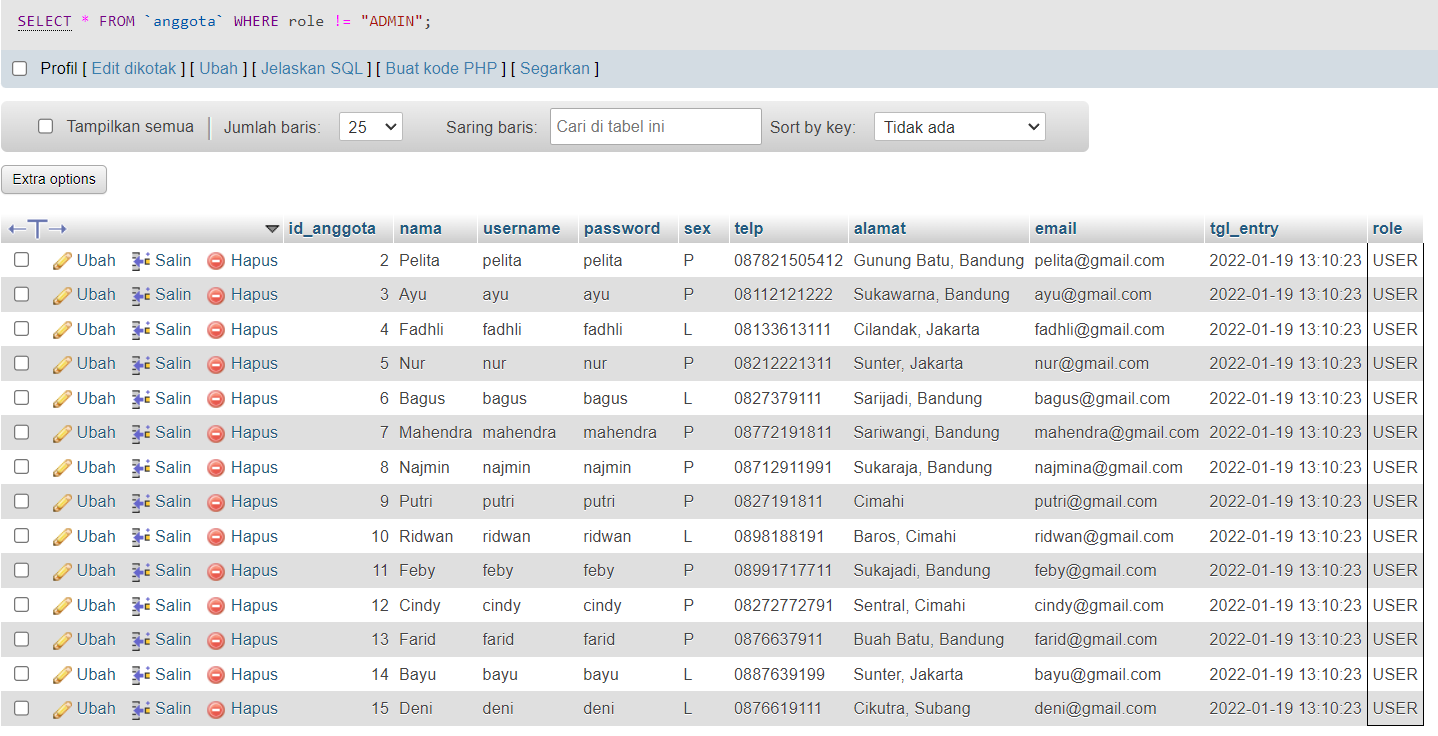 SELECT * FROM `anggota` WHERE role != "ADMIN";
Profil [ Edit dikotak ] [ Ubah ] [ Jelaskan SQL ] [ Buat kode PHP ] [ Segarkan ]
Tampilkan semua Jumlah baris: 25 Saring baris: Cari di tabel ini Sort by key: Tidak ada
Extra options
id_anggota nama username password sex telp alamat email tgl_entry role
Ubah Salin Hapus 2 Pelita pelita pelita P 087821505412 Gunung Batu, Bandung pelita@gmail.com 2022-01-19 13:10:23 USER
Ubah Salin Hapus 3 Ayu ayu ayu P 08112121222 Sukawarna, Bandung ayu@gmail.com 2022-01-19 13:10:23 USER
Ubah Salin Hapus 4 Fadhli fadhli fadhli L 08133613111 Cilandak, Jakarta fadhli@gmail.com 2022-01-19 13:10:23 USER
Ubah Salin Hapus 5 Nur nur nur P 08212221311 Sunter, Jakarta nur@gmail.com 2022-01-19 13:10:23 USER
Ubah Salin Hapus 6 Bagus bagus bagus L 0827379111 Sarijadi, Bandung bagus@gmail.com 2022-01-19 13:10:23 USER
Ubah Salin Hapus 7 Mahendra mahendra mahendra P 08772191811 Sariwangi, Bandung mahendra@gmail.com 2022-01-19 13:10:23 USER
Ubah Salin Hapus 8 Najmin najmin najmin P 08712911991 Sukaraja, Bandung najmina@gmail.com 2022-01-19 13:10:23 USER
Ubah Salin Hapus 9 Putri putri putri P 0827191811 Cimahi putri@gmail.com 2022-01-19 13:10:23 USER
Ubah Salin Hapus 10 Ridwan ridwan ridwan L 0898188191 Baros, Cimahi ridwan@gmail.com 2022-01-19 13:10:23 USER
Ubah Salin Hapus 11 Feby feby feby P 08991717711 Sukajadi, Bandung feby@gmail.com 2022-01-19 13:10:23 USER
Ubah Salin Hapus 12 Cindy cindy cindy P 08272772791 Sentral, Cimahi cindy@gmail.com 2022-01-19 13:10:23 USER
Ubah Salin Hapus 13 Farid farid farid P 0876637911 Buah Batu, Bandung farid@gmail.com 2022-01-19 13:10:23 USER
Ubah Salin Hapus 14 Bayu bayu bayu L 0887639199 Sunter, Jakarta bayu@gmail.com 2022-01-19 13:10:23 USER
Ubah Salin Hapus 15 Deni deni deni L 0876619111 Cikutra, Subang deni@gmail.com 2022-01-19 13:10:23 USER